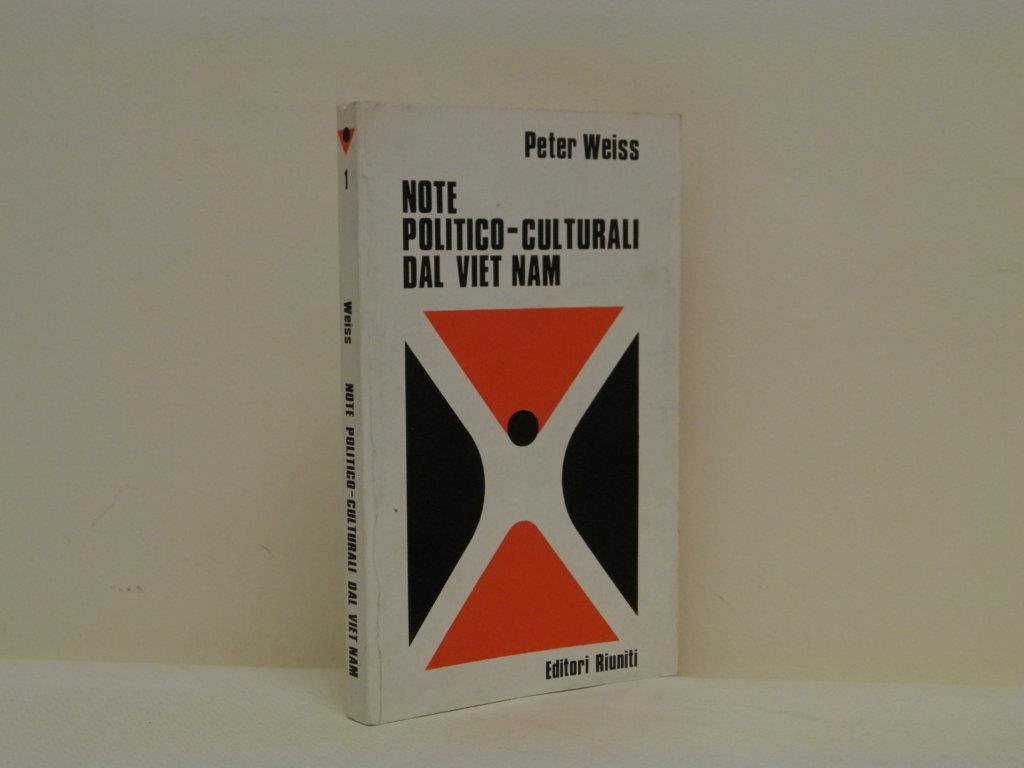 Peter Weiss
NOTE
POLITICO-CULTURALI
DAL VIET NAM
Editori Riuniti
1
Weiss
NOTE POLITICO-CULTURALI DAL VIET NAM